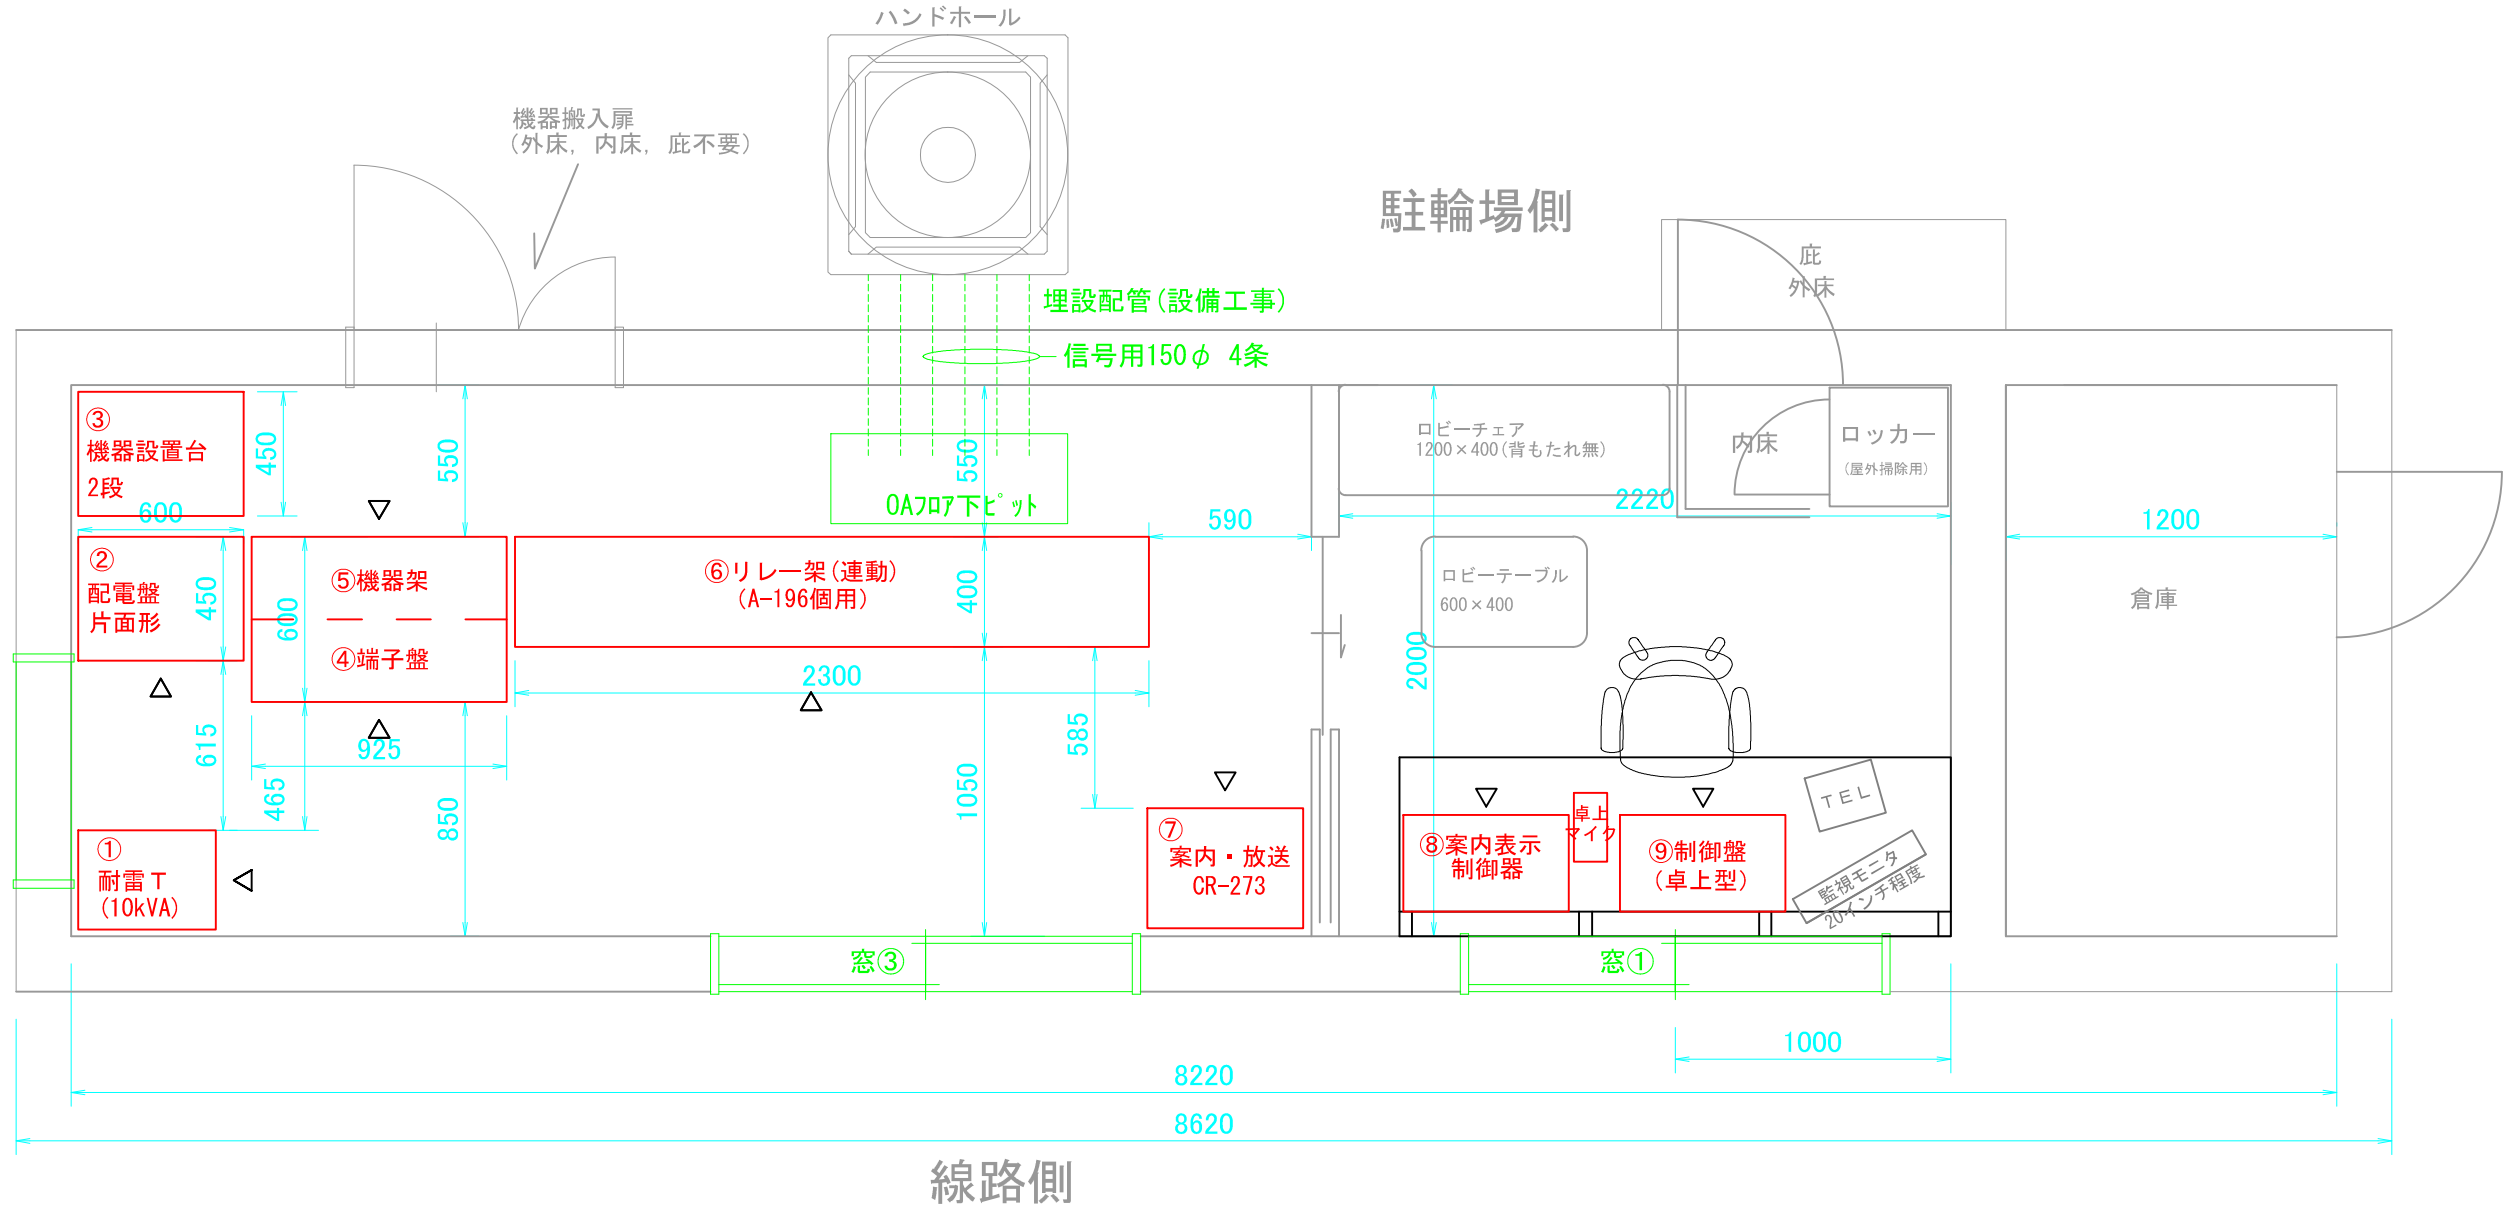 ハンドホール
機器搬入扉
(外床, 内床, 庇不要)
駐輪場側
庇
外床
埋設配管(設備工事)
信号用150φ 4条
③
機器設置台
2段
450
550
550
ロビーチェア
1200×400(背もたれ無)
内床
ロッカー
(屋外掃除用)
OAフロア下ピット
600
590
2220
1200
②
配電盤
片面形
450
⑤機器架
600
④端子盤
⑥リレー架(連動)
(A-196個用)
400
ロビーテーブル
600×400
倉庫
2000
2300
615
925
585
465
850
1050
①
耐雷T
(10kVA)
⑦
案内・放送
CR-273
⑧案内表示
制御器
卓上
マイク
⑨制御盤
(卓上型)
TEL
監視モニタ
20インチ程度
窓③
窓①
1000
8220
8620
線路側